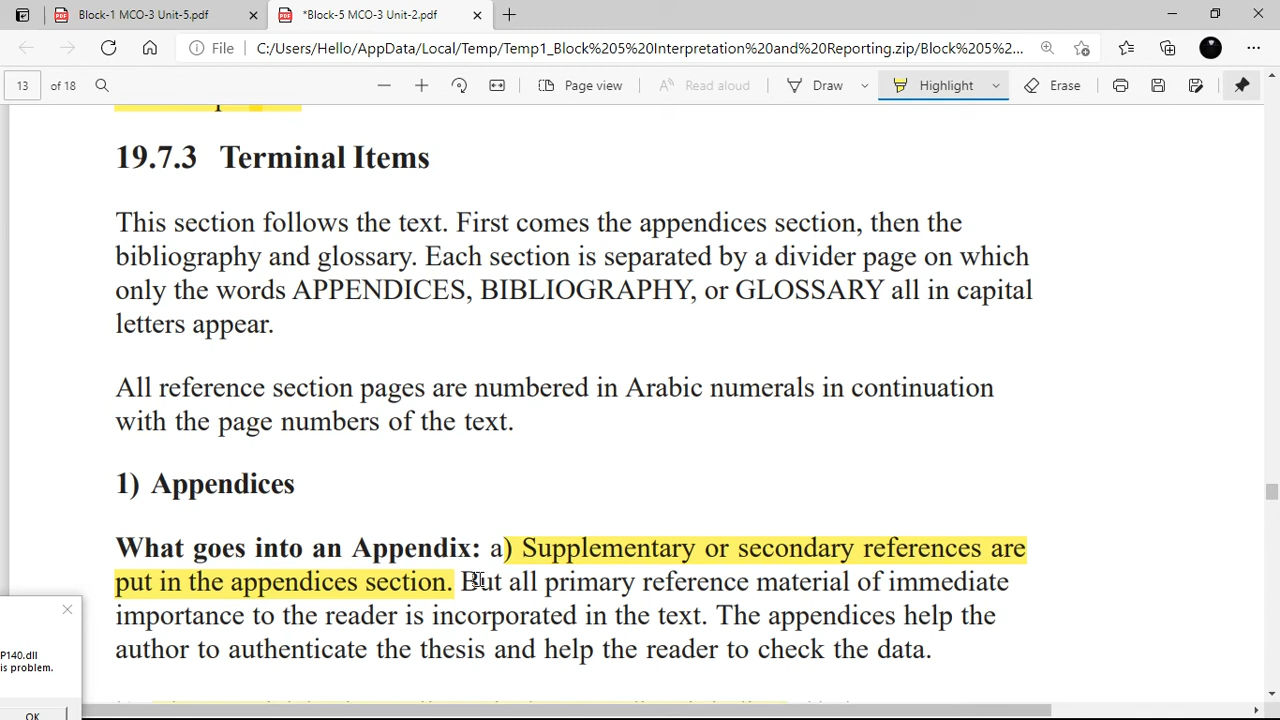 Block-1 MCO-3 Unit-5.pdf
*Block-5 MCO-3 Unit-2.pdf
File
C:/Users/Hello/AppData/Local/Temp/Temp1_Block%205%20Interpretation%20and%20Reporting.zip/Block%205%2...
13 of 18
Page view
Read aloud
Draw
Highlight
Erase
19.7.3 Terminal Items
This section follows the text. First comes the appendices section, then the
bibliography and glossary. Each section is separated by a divider page on which
only the words APPENDICES, BIBLIOGRAPHY, or GLOSSARY all in capital
letters appear.
All reference section pages are numbered in Arabic numerals in continuation
with the page numbers of the text.
1) Appendices
What goes into an Appendix: a) Supplementary or secondary references are
put in the appendices section. But all primary reference material of immediate
importance to the reader is incorporated in the text. The appendices help the
author to authenticate the thesis and help the reader to check the data.
P140.dll
is problem.
OK